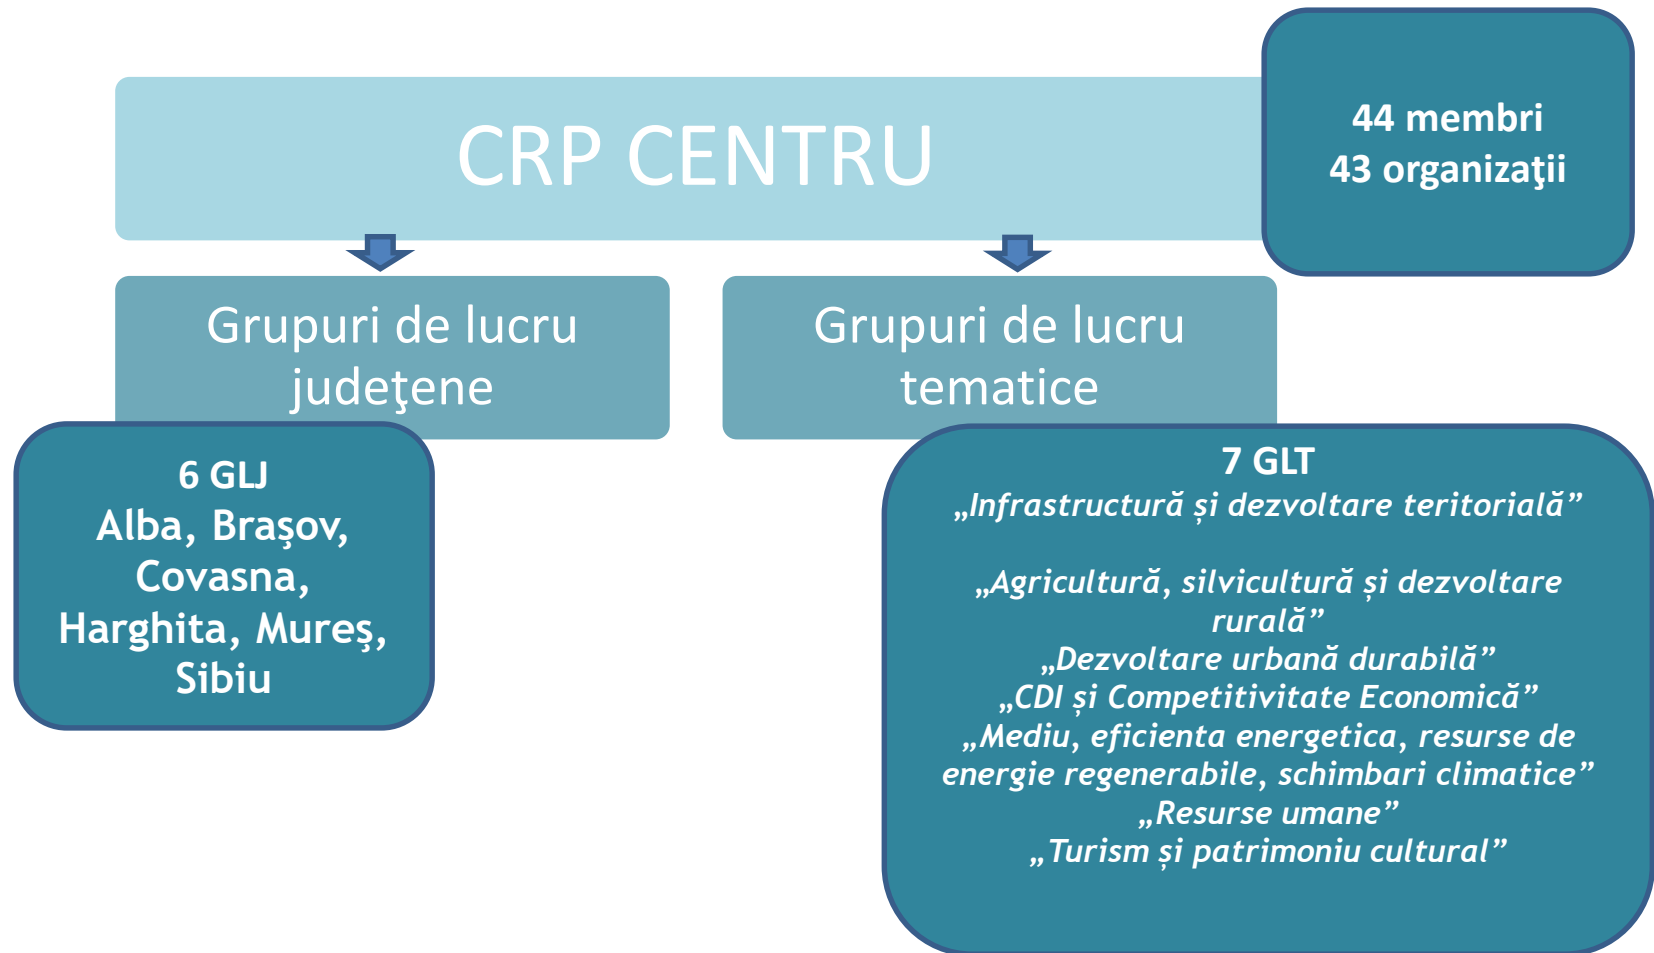 CRP CENTRU
44 membri
43 organizaţii
Grupuri de lucru
judeţene
Grupuri de lucru
tematice
6 GLJ
Alba, Braşov,
Covasna,
Harghita, Mureş,
Sibiu
7 GLT
„Infrastructură și dezvoltare teritorială”
„Agricultură, silvicultură și dezvoltare
rurală”
„Dezvoltare urbană durabilă”
„CDI și Competitivitate Economică”
„Mediu, eficienta energetica, resurse de
energie regenerabile, schimbari climatice”
„Resurse umane”
„Turism și patrimoniu cultural”